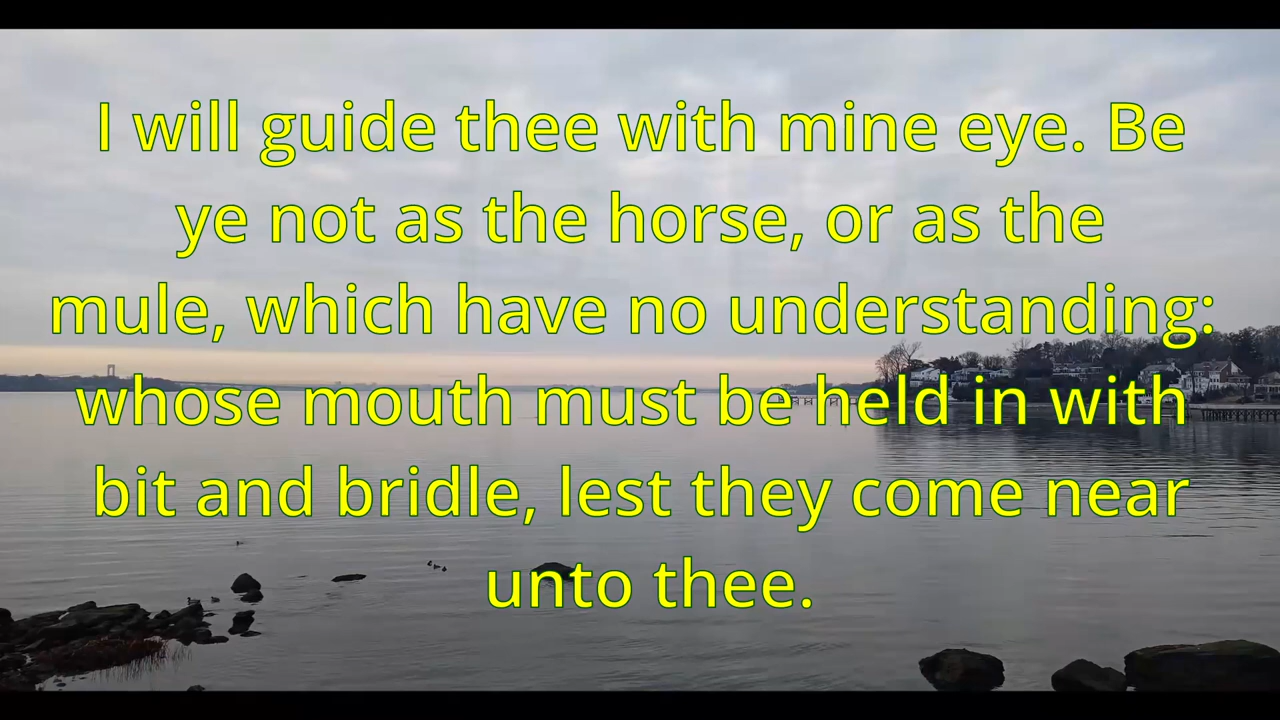 I will guide thee with mine eye. Be
ye not as the horse, or as the
mule, which have no understanding:
whose mouth must be held in with
bit and bridle, lest they come near
unto thee.